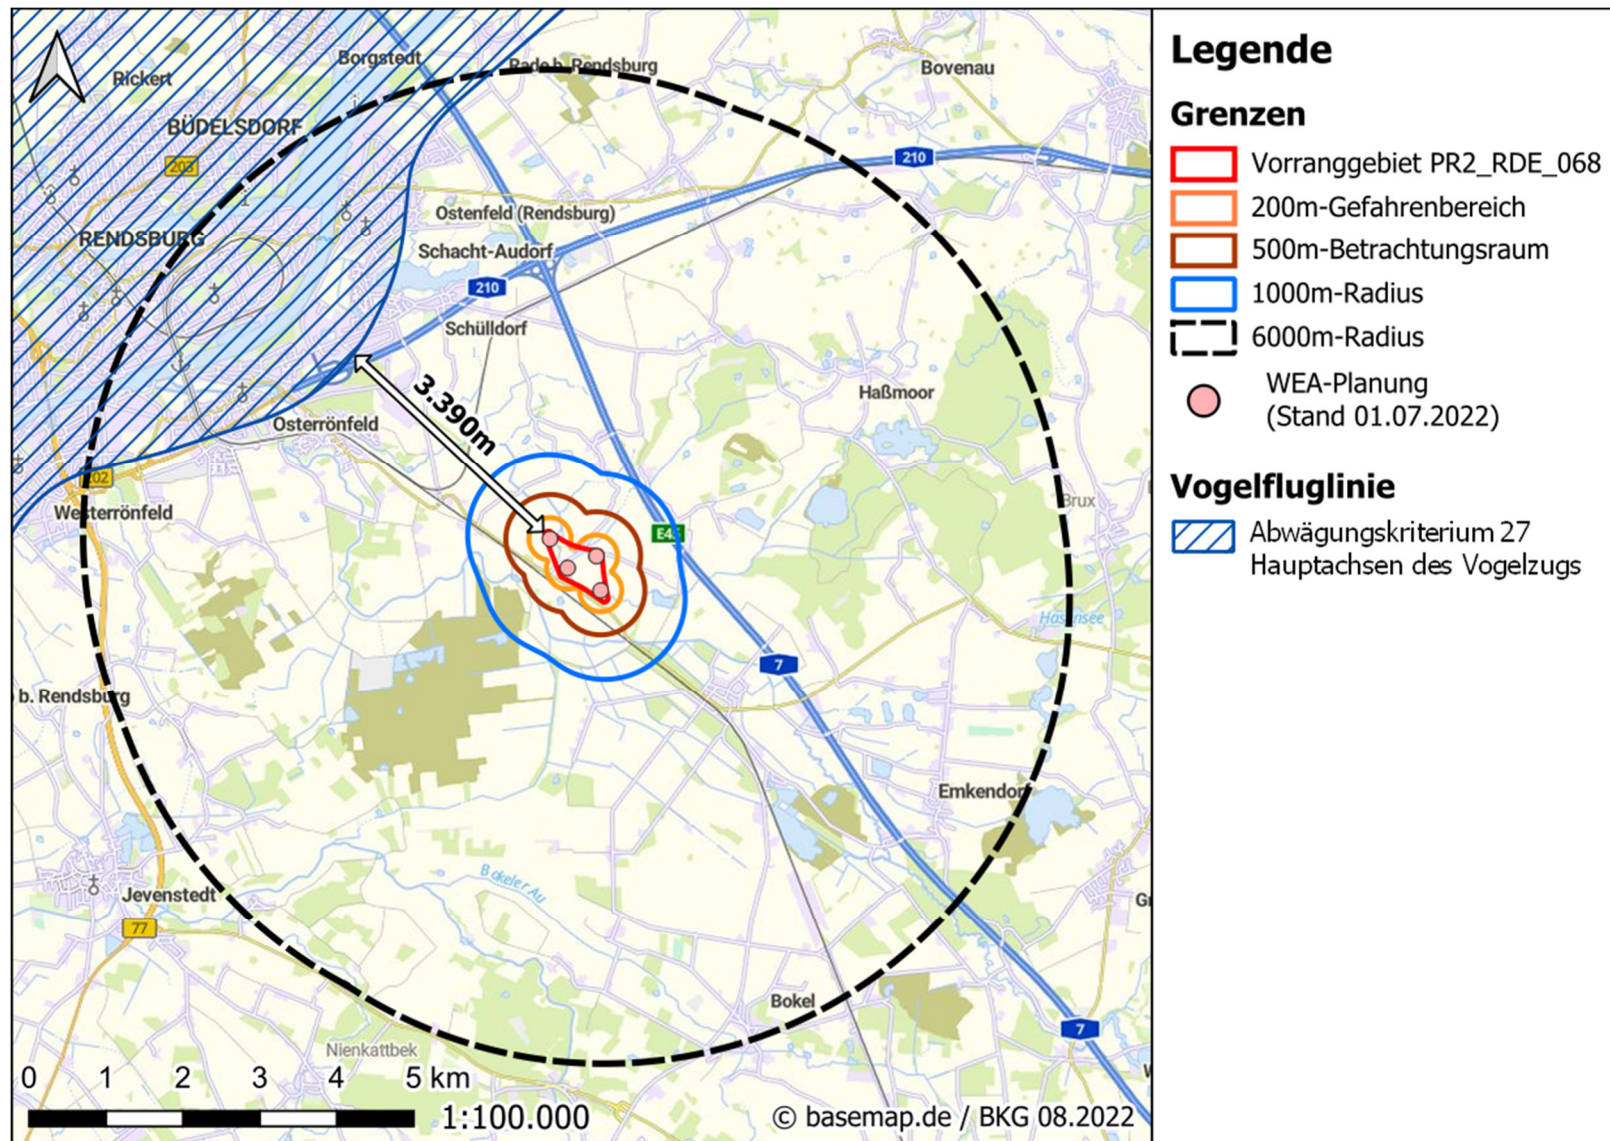 Borgstedt
Rade b. Rendsburg
Bovenau
Rickert
BÜDELSDORF
203
210
RENDSBURG
Ostenfeld (Rendsburg)
Schacht-Audorf
210
Schülldorf
Haßmoor
3.390m
Osterrönfeld
202
Westerrönfeld
Brux
E45
7
b. Rendsburg
Emkendorf
Bokeler Au
Jevenstedt
77
Bokel
7
Nienkattbek
0 1 2 3 4 5 km
1:100.000
© basemap.de / BKG 08.2022
Legende
Grenzen
Vorranggebiet PR2_RDE_068
200m-Gefahrenbereich
500m-Betrachtungsraum
1000m-Radius
6000m-Radius
WEA-Planung
(Stand 01.07.2022)
Vogelfluglinie
Abwägungskriterium 27
Hauptachsen des Vogelzugs